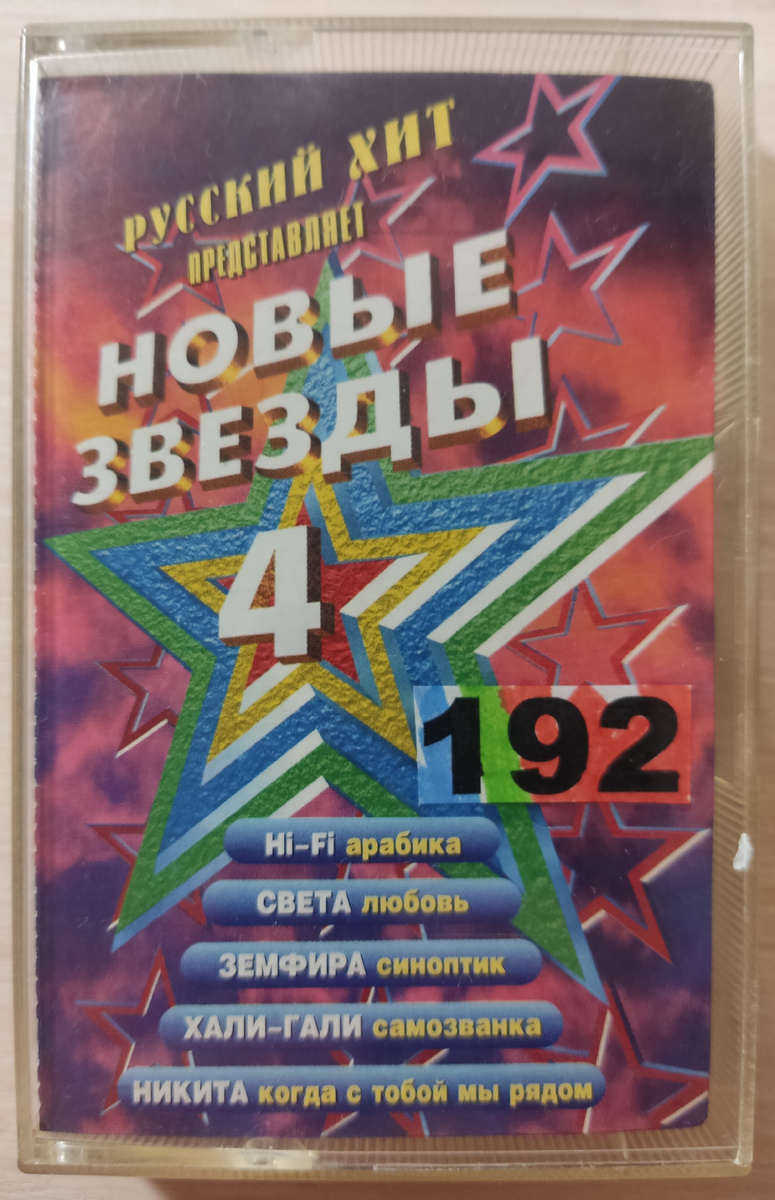 РУССКИЙ ХИТ
ПРЕДСТАВЛЯЕТ
НОВЫЕ
ЗВЕЗДЫ
4
192
Hi-Fi арабика
СВЕТА любовь
ЗЕМФИРА синоптик
ХАЛИ-ГАЛИ самозванка
НИКИТА когда с тобой мы рядом